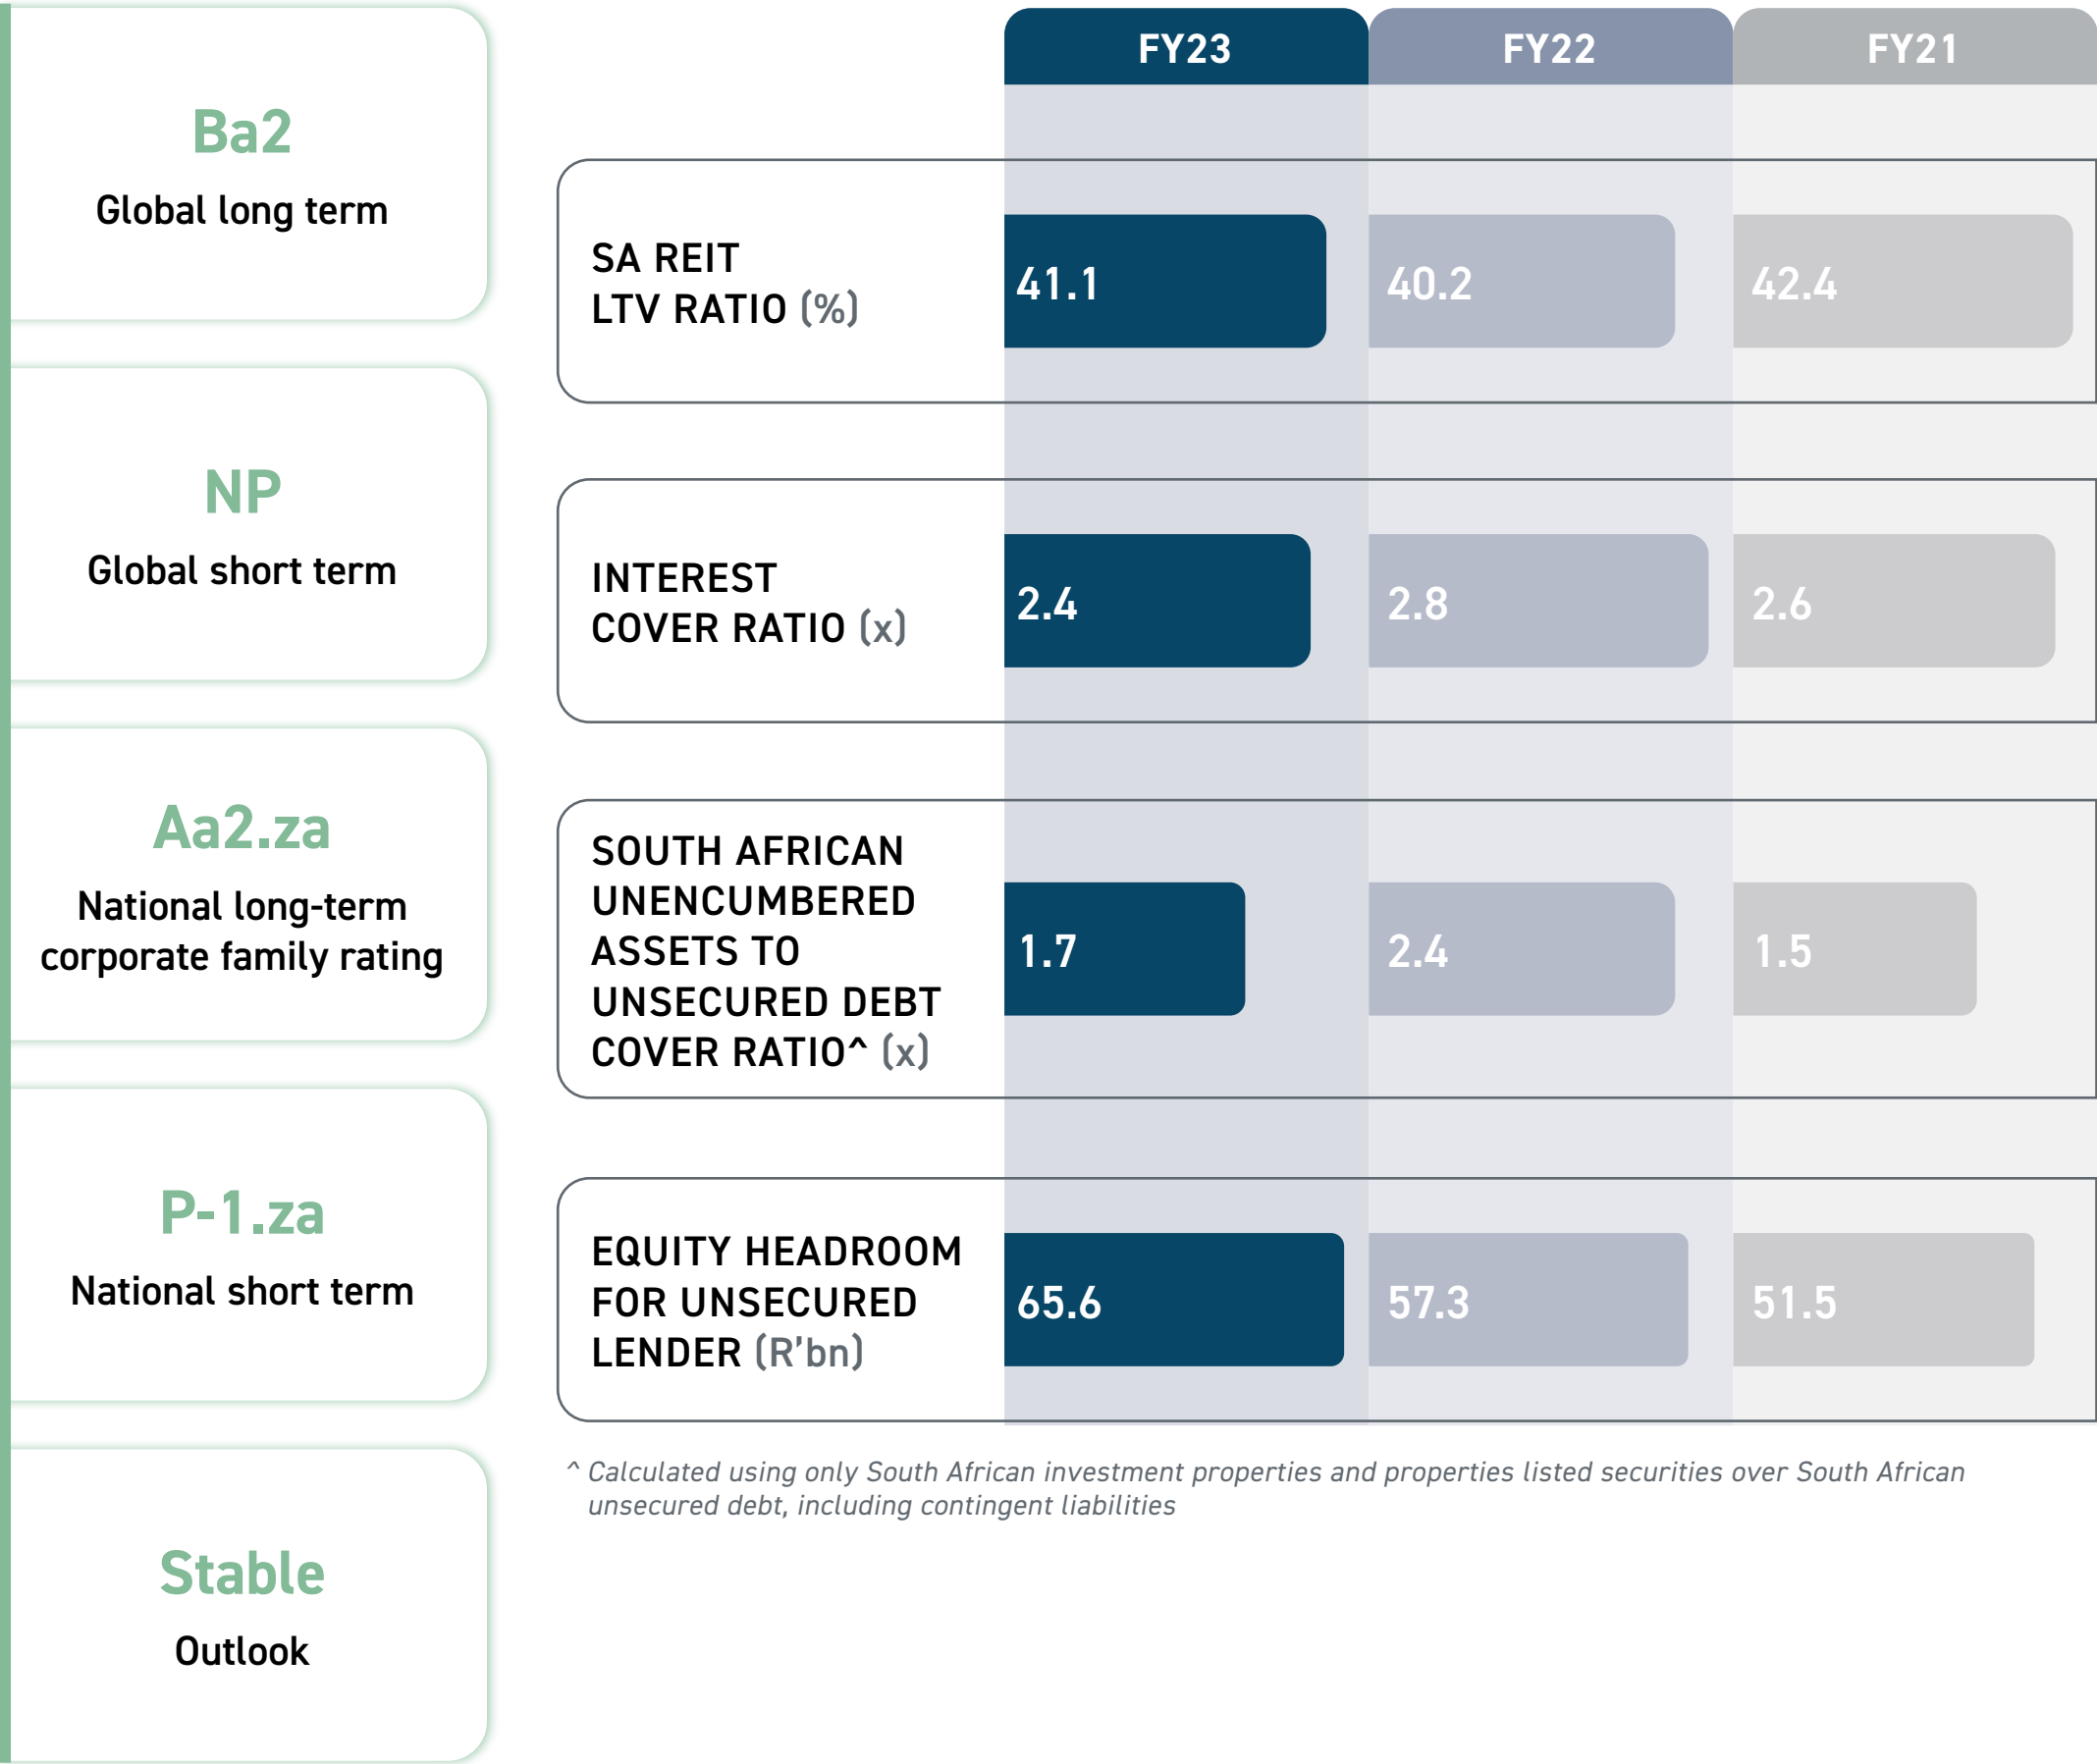 Ba2
Global long term
NP
Global short term
Aa2.za
National long-term
corporate family rating
P-1.za
National short term
Stable
Outlook
FY23 FY22 FY21
SA REIT
LTV RATIO (%)
41.1 40.2 42.4
INTEREST
COVER RATIO (x)
2.4 2.8 2.6
SOUTH AFRICAN
UNENCUMBERED
ASSETS TO
UNSECURED DEBT
COVER RATIO^ (x)
1.7 2.4 1.5
EQUITY HEADROOM
FOR UNSECURED
LENDER (R’bn)
65.6 57.3 51.5
^ Calculated using only South African investment properties and properties listed securities over South African
unsecured debt, including contingent liabilities